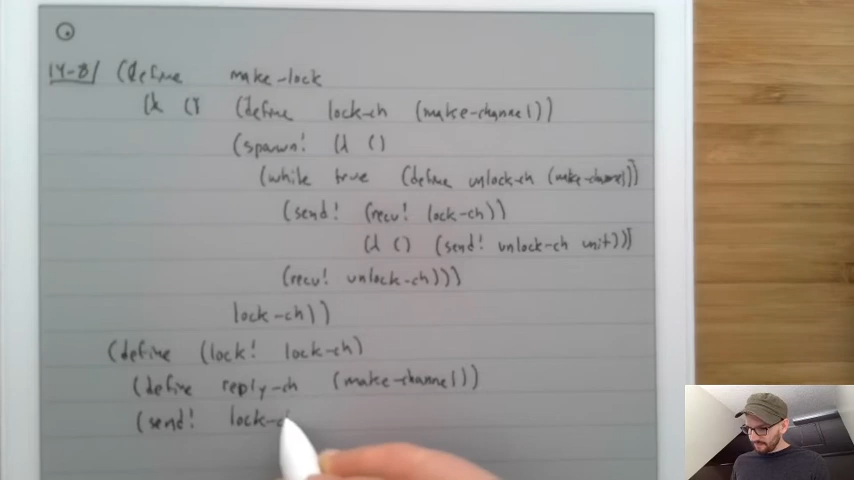 14-8/ (define make-lock
(λ () (define lock-ch (make-channel))
(spawn! (λ ()
(while true (define unlock-ch (make-channel))
(send! (recv! lock-ch))
(λ () (send! unlock-ch unit)))
(recv! unlock-ch)))
lock-ch))
(define (lock! lock-ch)
(define reply-ch (make-channel))
(send! lock-c